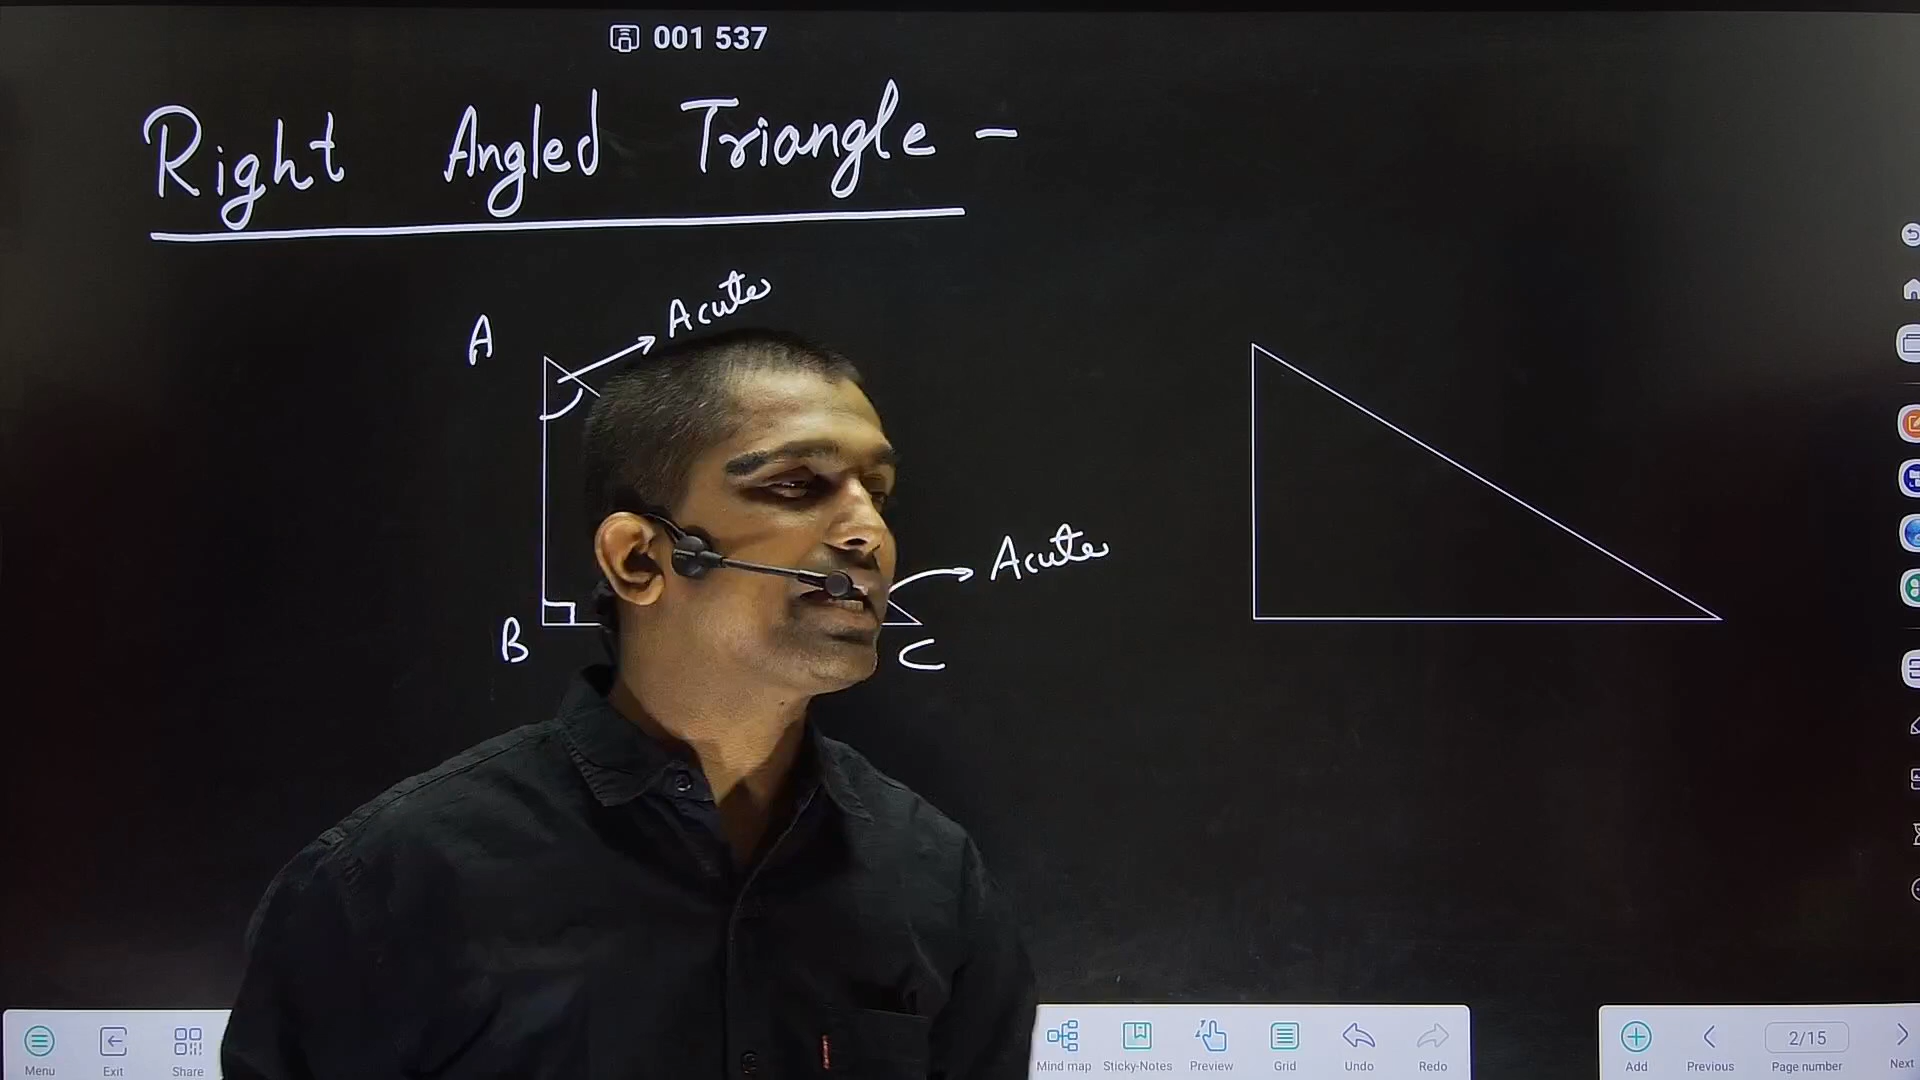 001 537
Right Angled Triangle -
Acute
A
Acute
B
C
Menu
Exit
Share
Mind map
Sticky-Notes
Preview
Grid
Undo
Redo
Add
Previous
2/15
Page number
Next